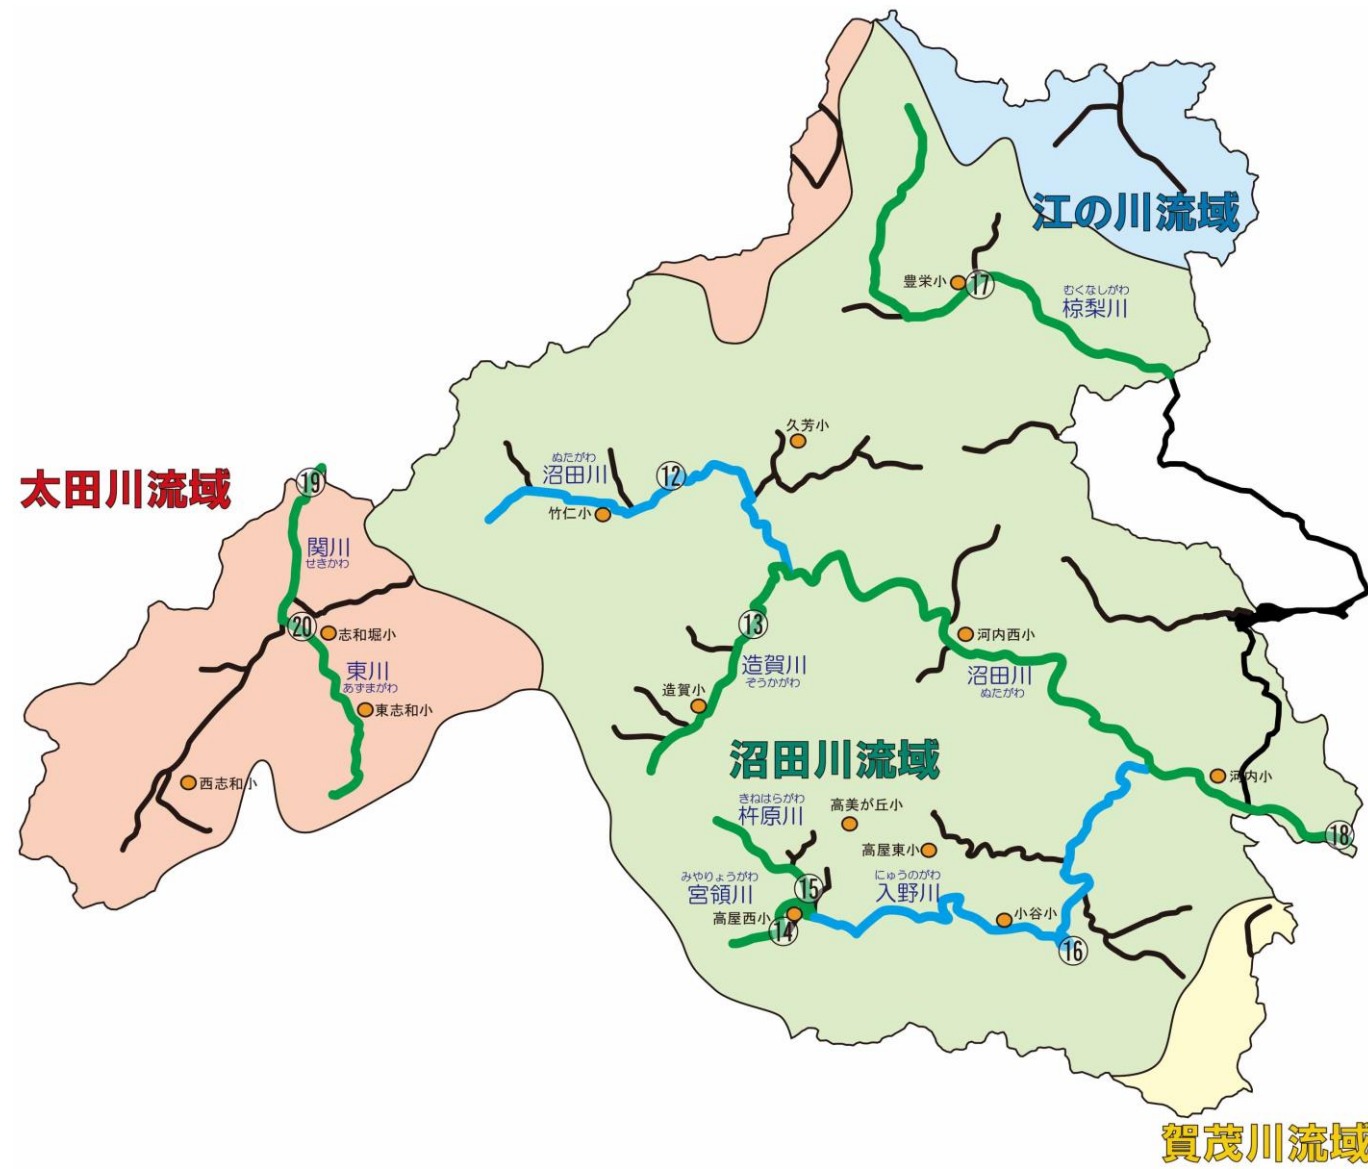 江の川流域
豊栄小
⑰
むくなしがわ
椋梨川
久芳小
ぬたがわ
沼田川
⑫
竹仁小
太田川流域
⑲
関川
せきかわ
⑳
志和堀小
東川
あずまがわ
東志和小
西志和小
⑬
造賀川
ぞうかがわ
造賀小
河内西小
沼田川
ぬたがわ
沼田川流域
河内小
⑱
きねはらがわ
杵原川
高美が丘小
高屋東小
みやりょうがわ
宮領川
⑮
にゅうのがわ
入野川
高屋西小
⑭
小谷小
⑯
賀茂川流域